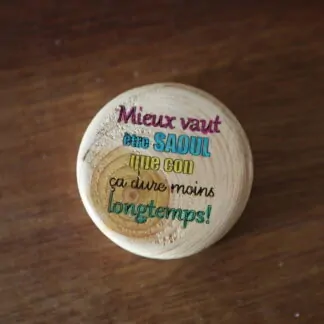 Mieux vaut
être SAOUL
que con
ça dure moins
longtemps!